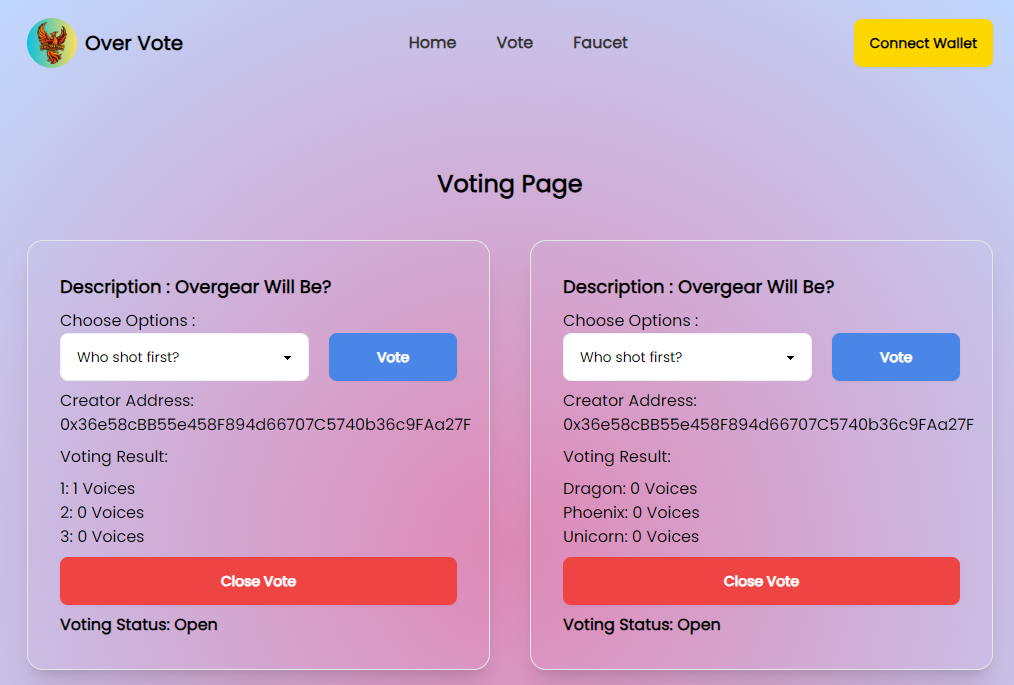 Over Vote
Home
Vote
Faucet
Connect Wallet
Voting Page
Description : Overgear Will Be?
Choose Options :
Who shot first?
Vote
Creator Address:
0x36e58cBB55e458F894d66707C5740b36c9FAa27F
Voting Result:
1: 1 Voices
2: 0 Voices
3: 0 Voices
Close Vote
Voting Status: Open
Description : Overgear Will Be?
Choose Options :
Who shot first?
Vote
Creator Address:
0x36e58cBB55e458F894d66707C5740b36c9FAa27F
Voting Result:
Dragon: 0 Voices
Phoenix: 0 Voices
Unicorn: 0 Voices
Close Vote
Voting Status: Open